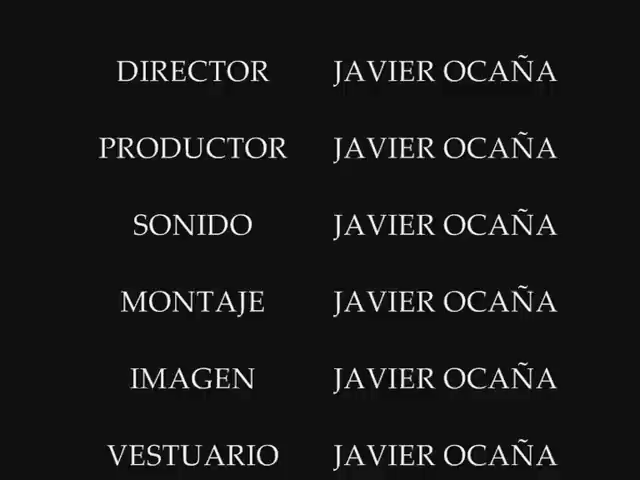 DIRECTOR JAVIER OCAÑA
PRODUCTOR JAVIER OCAÑA
SONIDO JAVIER OCAÑA
MONTAJE JAVIER OCAÑA
IMAGEN JAVIER OCAÑA
VESTUARIO JAVIER OCAÑA